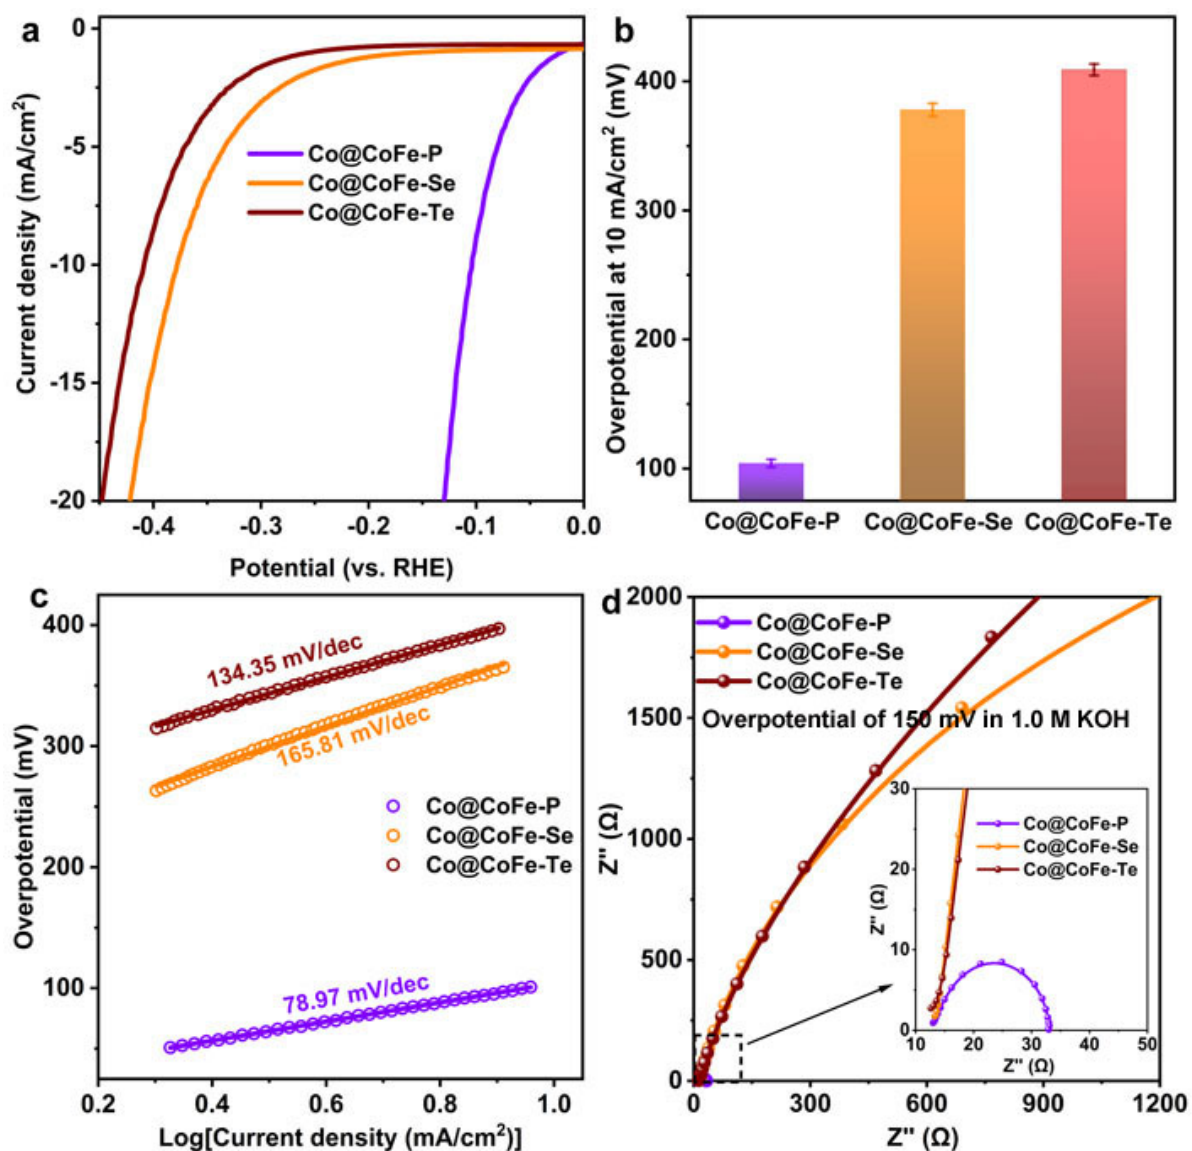 a
0
-5
-10
-15
-20
Current density (mA/cm²)
Co@CoFe-P
Co@CoFe-Se
Co@CoFe-Te
-0.4 -0.3 -0.2 -0.1 0.0
Potential (vs. RHE)
b
400
300
200
100
Overpotential at 10 mA/cm² (mV)
Co@CoFe-P Co@CoFe-Se Co@CoFe-Te
c
400
300
200
100
Overpotential (mV)
134.35 mV/dec
165.81 mV/dec
Co@CoFe-P
Co@CoFe-Se
Co@CoFe-Te
78.97 mV/dec
0.2 0.4 0.6 0.8 1.0
Log[Current density (mA/cm²)]
d
2000
1500
1000
500
0
Z'' (Ω)
Co@CoFe-P
Co@CoFe-Se
Co@CoFe-Te
Overpotential of 150 mV in 1.0 M KOH
30
20
10
0
Z'' (Ω)
Co@CoFe-P
Co@CoFe-Se
Co@CoFe-Te
10 20 30 40 50
Z'' (Ω)
0 300 600 900 1200
Z'' (Ω)